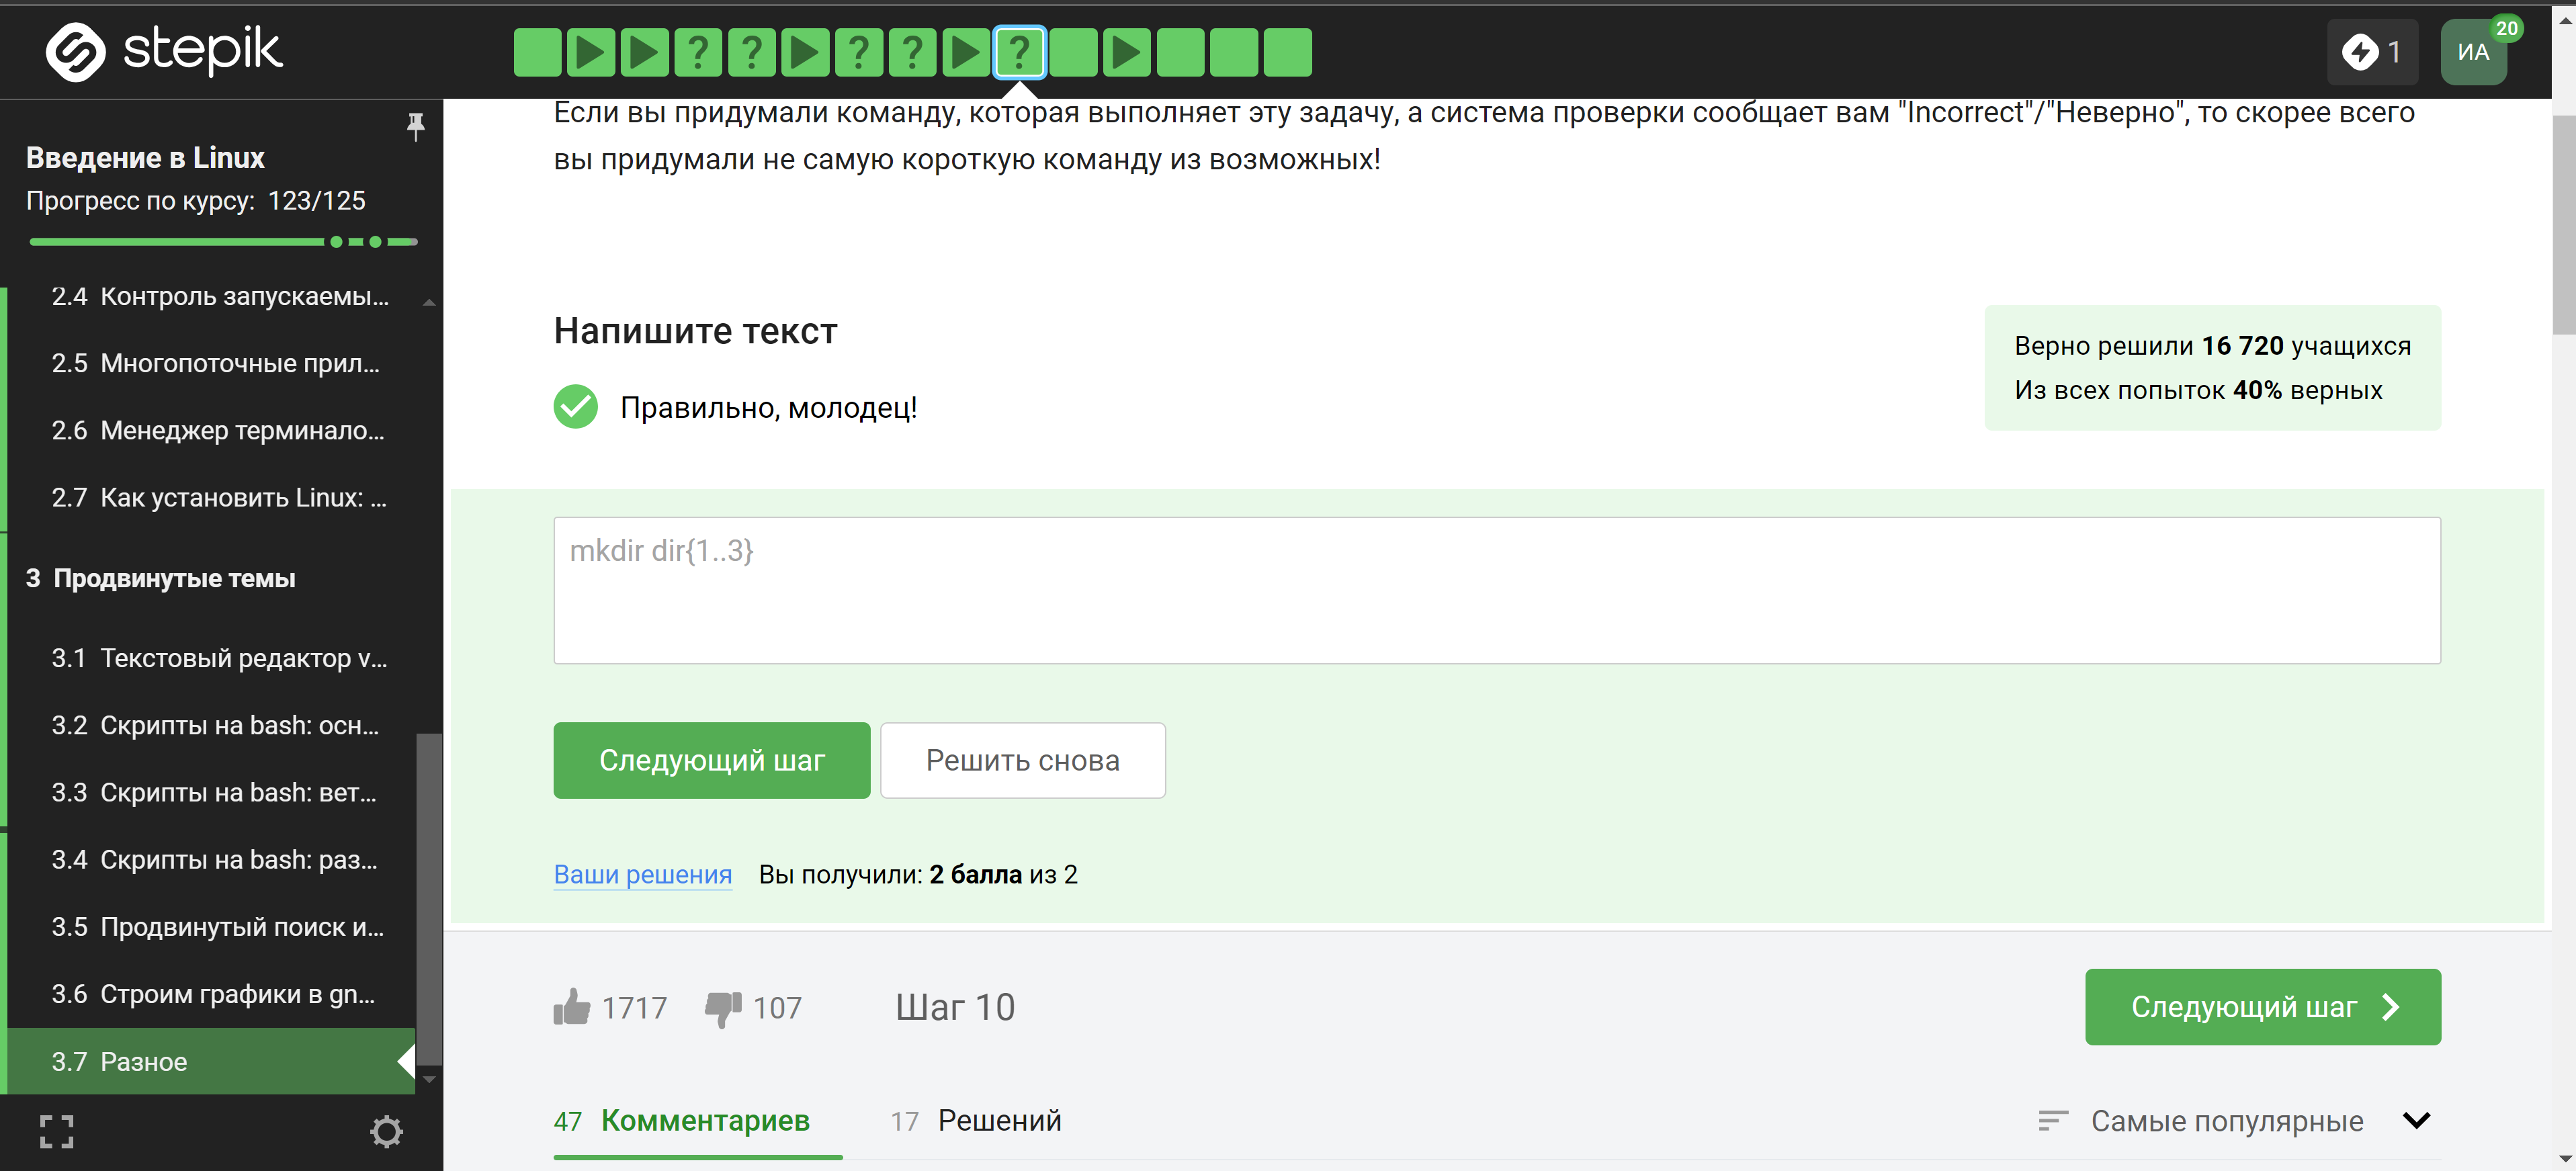 stepik
? ? ? ? ?
1
ИА
20
Введение в Linux
Прогресс по курсу: 123/125
2.4 Контроль запускаемы...
2.5 Многопоточные прил...
2.6 Менеджер терминало...
2.7 Как установить Linux: ...
3 Продвинутые темы
3.1 Текстовый редактор v...
3.2 Скрипты на bash: осн...
3.3 Скрипты на bash: вет...
3.4 Скрипты на bash: раз...
3.5 Продвинутый поиск и...
3.6 Строим графики в gn...
3.7 Разное
Если вы придумали команду, которая выполняет эту задачу, а система проверки сообщает вам "Incorrect"/"Неверно", то скорее всего
вы придумали не самую короткую команду из возможных!
Напишите текст
Правильно, молодец!
Верно решили 16 720 учащихся
Из всех попыток 40% верных
mkdir dir{1..3}
Следующий шаг
Решить снова
Ваши решения Вы получили: 2 балла из 2
1717 107 Шаг 10
Следующий шаг
47 Комментариев 17 Решений
Самые популярные